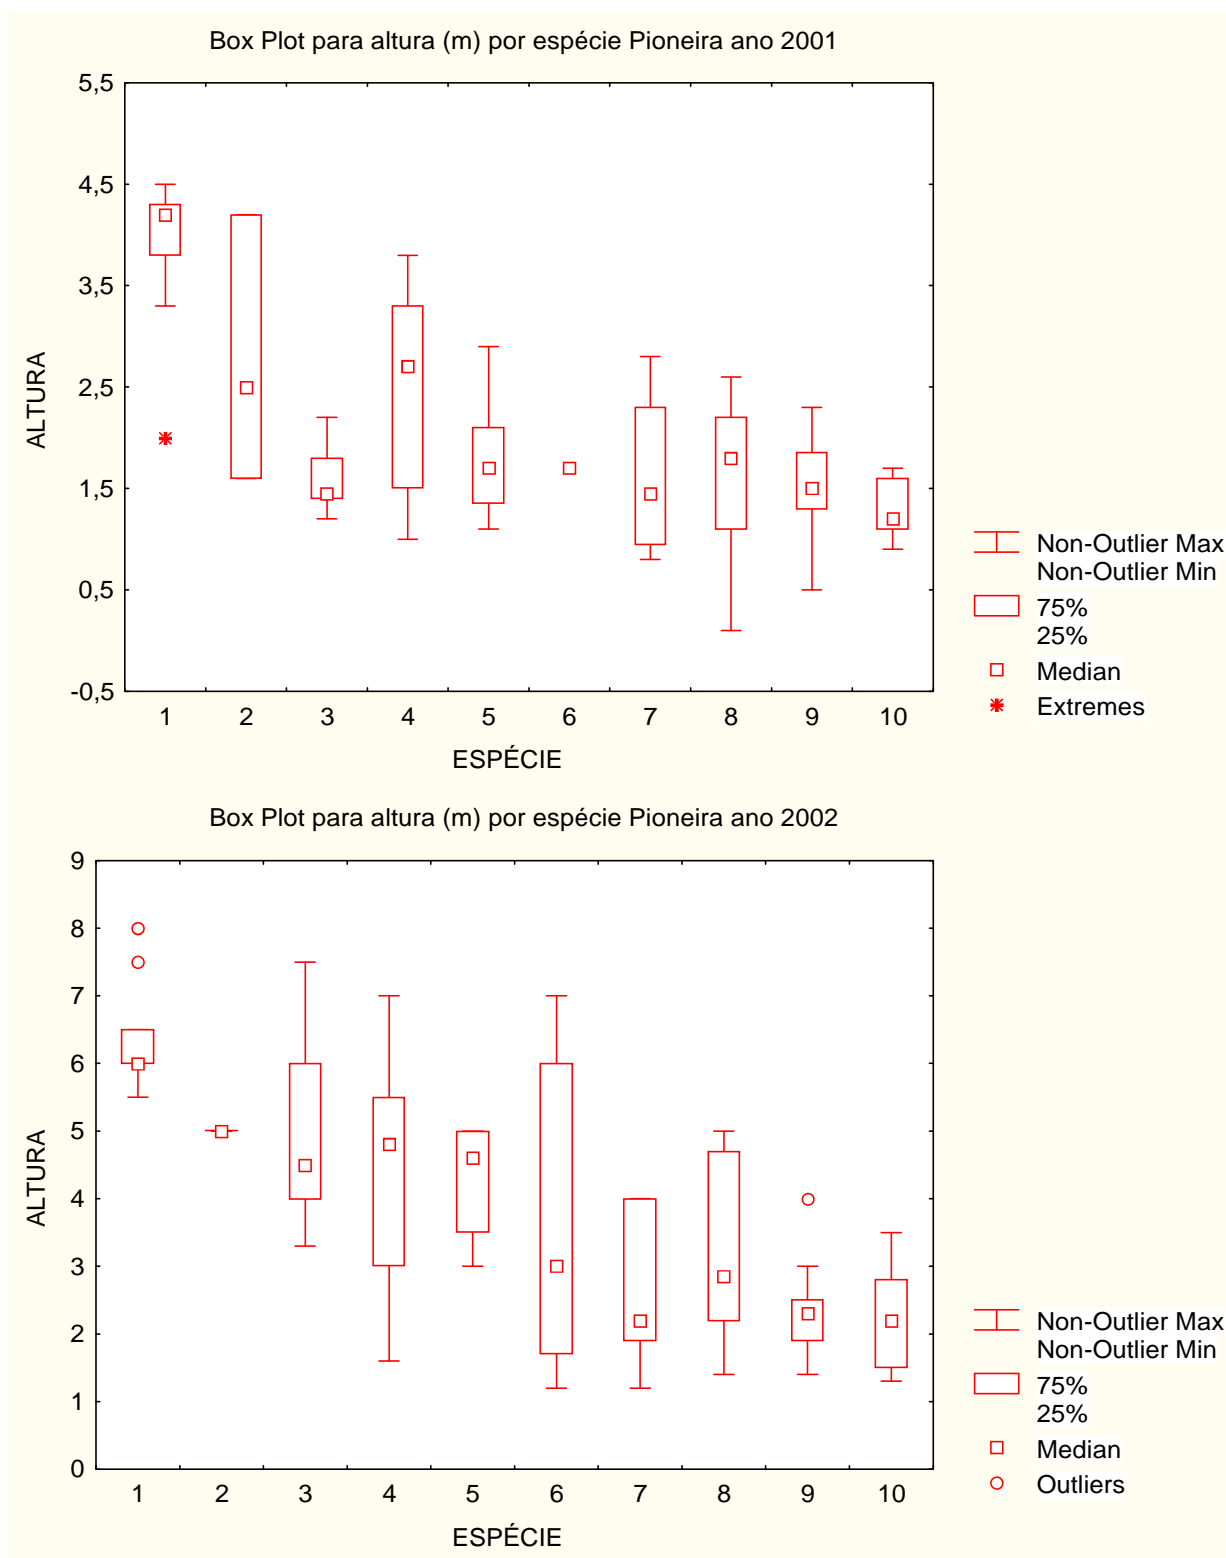 Box Plot para altura (m) por espécie Pioneira ano 2001
5,5
4,5
3,5
2,5
1,5
0,5
-0,5
ALTURA
1 2 3 4 5 6 7 8 9 10
ESPÉCIE
Non-Outlier Max
Non-Outlier Min
75%
25%
Median
Extremes
Box Plot para altura (m) por espécie Pioneira ano 2002
9
8
7
6
5
4
3
2
1
0
ALTURA
1 2 3 4 5 6 7 8 9 10
ESPÉCIE
Non-Outlier Max
Non-Outlier Min
75%
25%
Median
Outliers